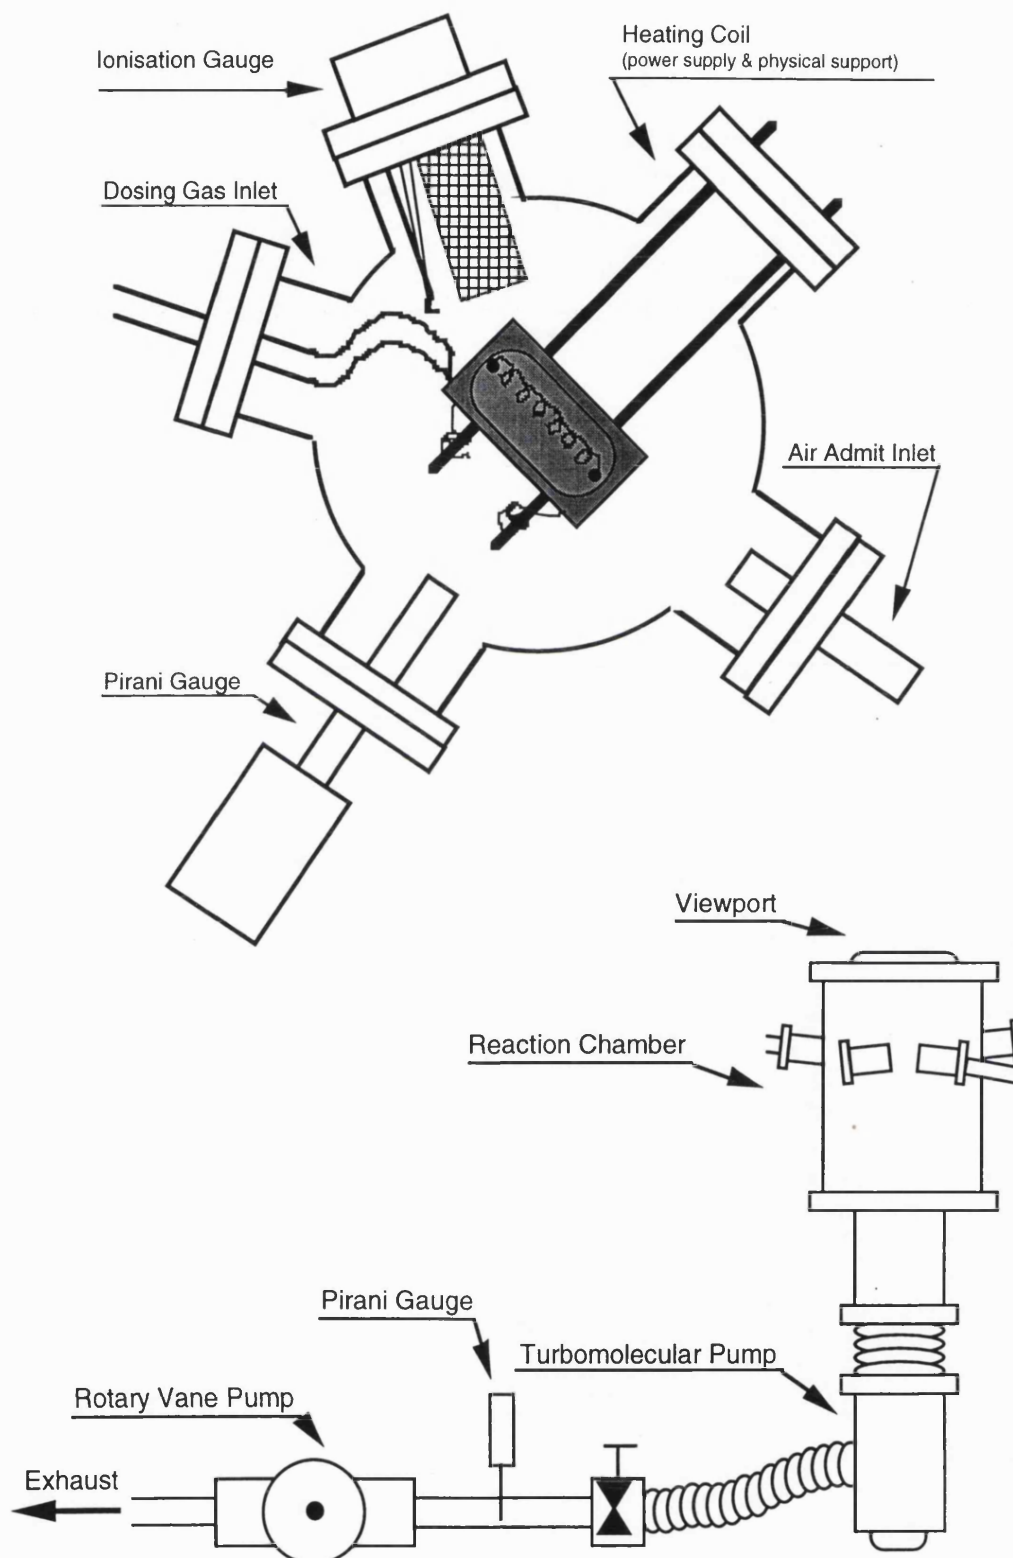 Heating Coil
(power supply & physical support)
Ionisation Gauge
Dosing Gas Inlet
Air Admit Inlet
Pirani Gauge
Viewport
Reaction Chamber
Pirani Gauge
Turbomolecular Pump
Rotary Vane Pump
Exhaust